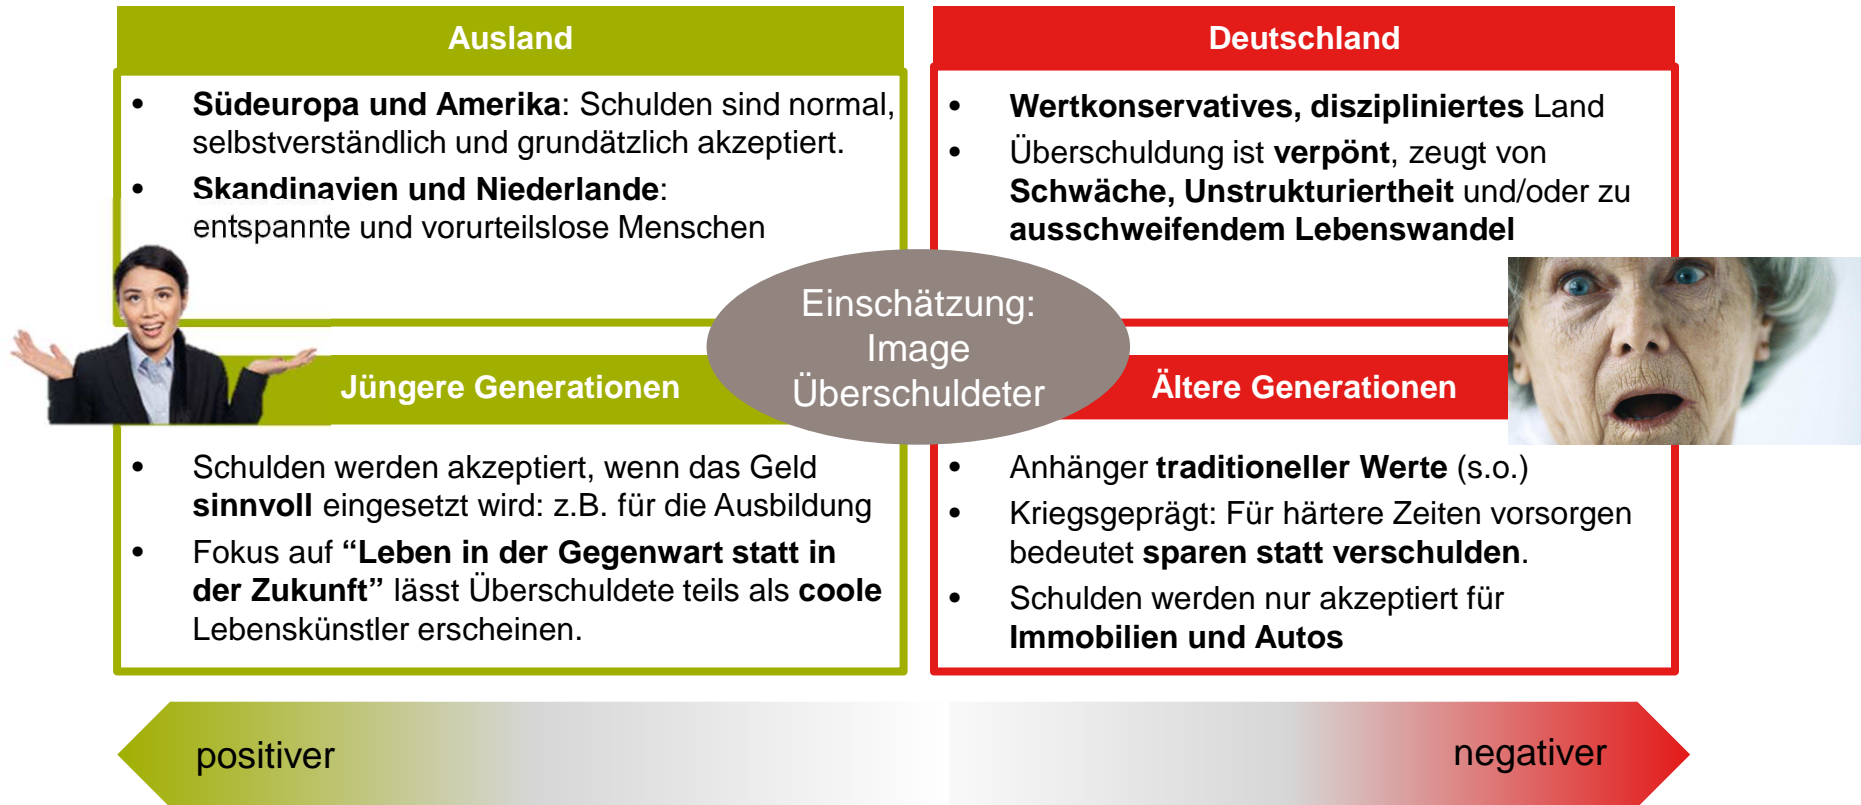 Ausland
• Südeuropa und Amerika: Schulden sind normal,
selbstverständlich und grundätzlich akzeptiert.
• Skandinavien und Niederlande:
entspannte und vorurteilslose Menschen
Deutschland
• Wertkonservatives, diszipliniertes Land
• Überschuldung ist verpönt, zeugt von
Schwäche, Unstrukturiertheit und/oder zu
ausschweifendem Lebenswandel
Einschätzung:
Image
Überschuldeter
Jüngere Generationen
• Schulden werden akzeptiert, wenn das Geld
sinnvoll eingesetzt wird: z.B. für die Ausbildung
• Fokus auf “Leben in der Gegenwart statt in
der Zukunft” lässt Überschuldete teils als coole
Lebenskünstler erscheinen.
Ältere Generationen
• Anhänger traditioneller Werte (s.o.)
• Kriegsgeprägt: Für härtere Zeiten vorsorgen
bedeutet sparen statt verschulden.
• Schulden werden nur akzeptiert für
Immobilien und Autos
positiver
negativer